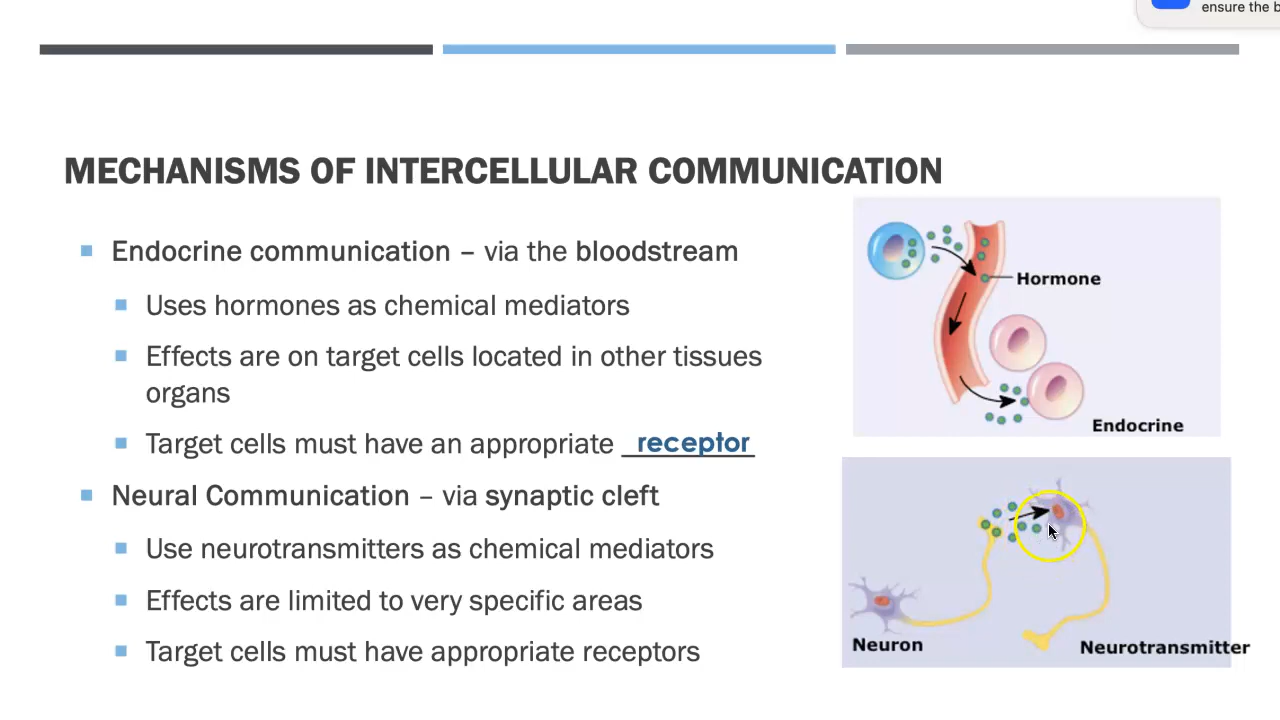 ensure the b
MECHANISMS OF INTERCELLULAR COMMUNICATION
Endocrine communication – via the bloodstream
Uses hormones as chemical mediators
Effects are on target cells located in other tissues
organs
Target cells must have an appropriate receptor
Neural Communication – via synaptic cleft
Use neurotransmitters as chemical mediators
Effects are limited to very specific areas
Target cells must have appropriate receptors
Hormone
Endocrine
Neuron
Neurotransmitter